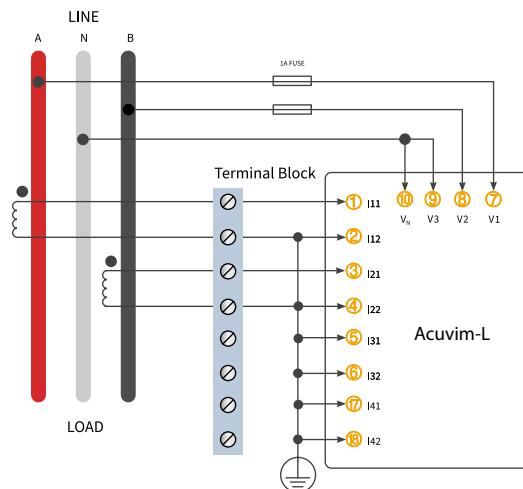 LINE
A N B
1A FUSE
Terminal Block
10 9 8 7
VN V3 V2 V1
1 I11
2 I12
3 I21
4 I22
5 I31
6 I32
17 I41
18 I42
Acuvim-L
LOAD